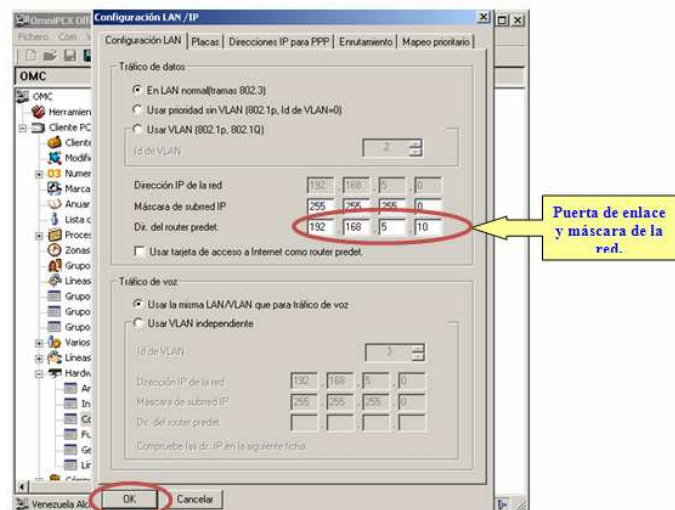 OmniPCX Off
Configuración LAN /IP
Fichero Com V
Configuración LAN Placas Direcciones IP para PPP Enrutamiento Mapeo prioritario
OMC
OMC
Herramien
Cliente PC
Cliente
Modifi
Numer
Marca
Anuar
Lista c
Proces
Zonas
Grupo
Líneas
Grupo
Grupo
Grupo
Varios
Líneas
Hardw
Ar
In
Co
Fu
Ge
Lír
Tráfico de datos
En LAN normal(tramas 802.3)
Usar prioridad sin VLAN (802.1p, Id de VLAN=0)
Usar VLAN (802.1p, 802.1Q)
Id de VLAN 2
Dirección IP de la red 192 . 168 . 5 . 0
Máscara de subred IP 255 . 255 . 255 . 0
Dir. del router predet. 192 . 168 . 5 . 10
Usar tarjeta de acceso a Internet como router predet.
Puerta de enlace
y máscara de la
red.
Tráfico de voz
Usar la misma LAN/VLAN que para tráfico de voz
Usar VLAN independiente
Id de VLAN 3
Dirección IP de la red 192 . 168 . 5 . 0
Máscara de subred IP 255 . 255 . 255 . 0
Dir. del router predet.
Compruebe las dir. IP en la siguiente ficha.
OK Cancelar
Venezuela Alc